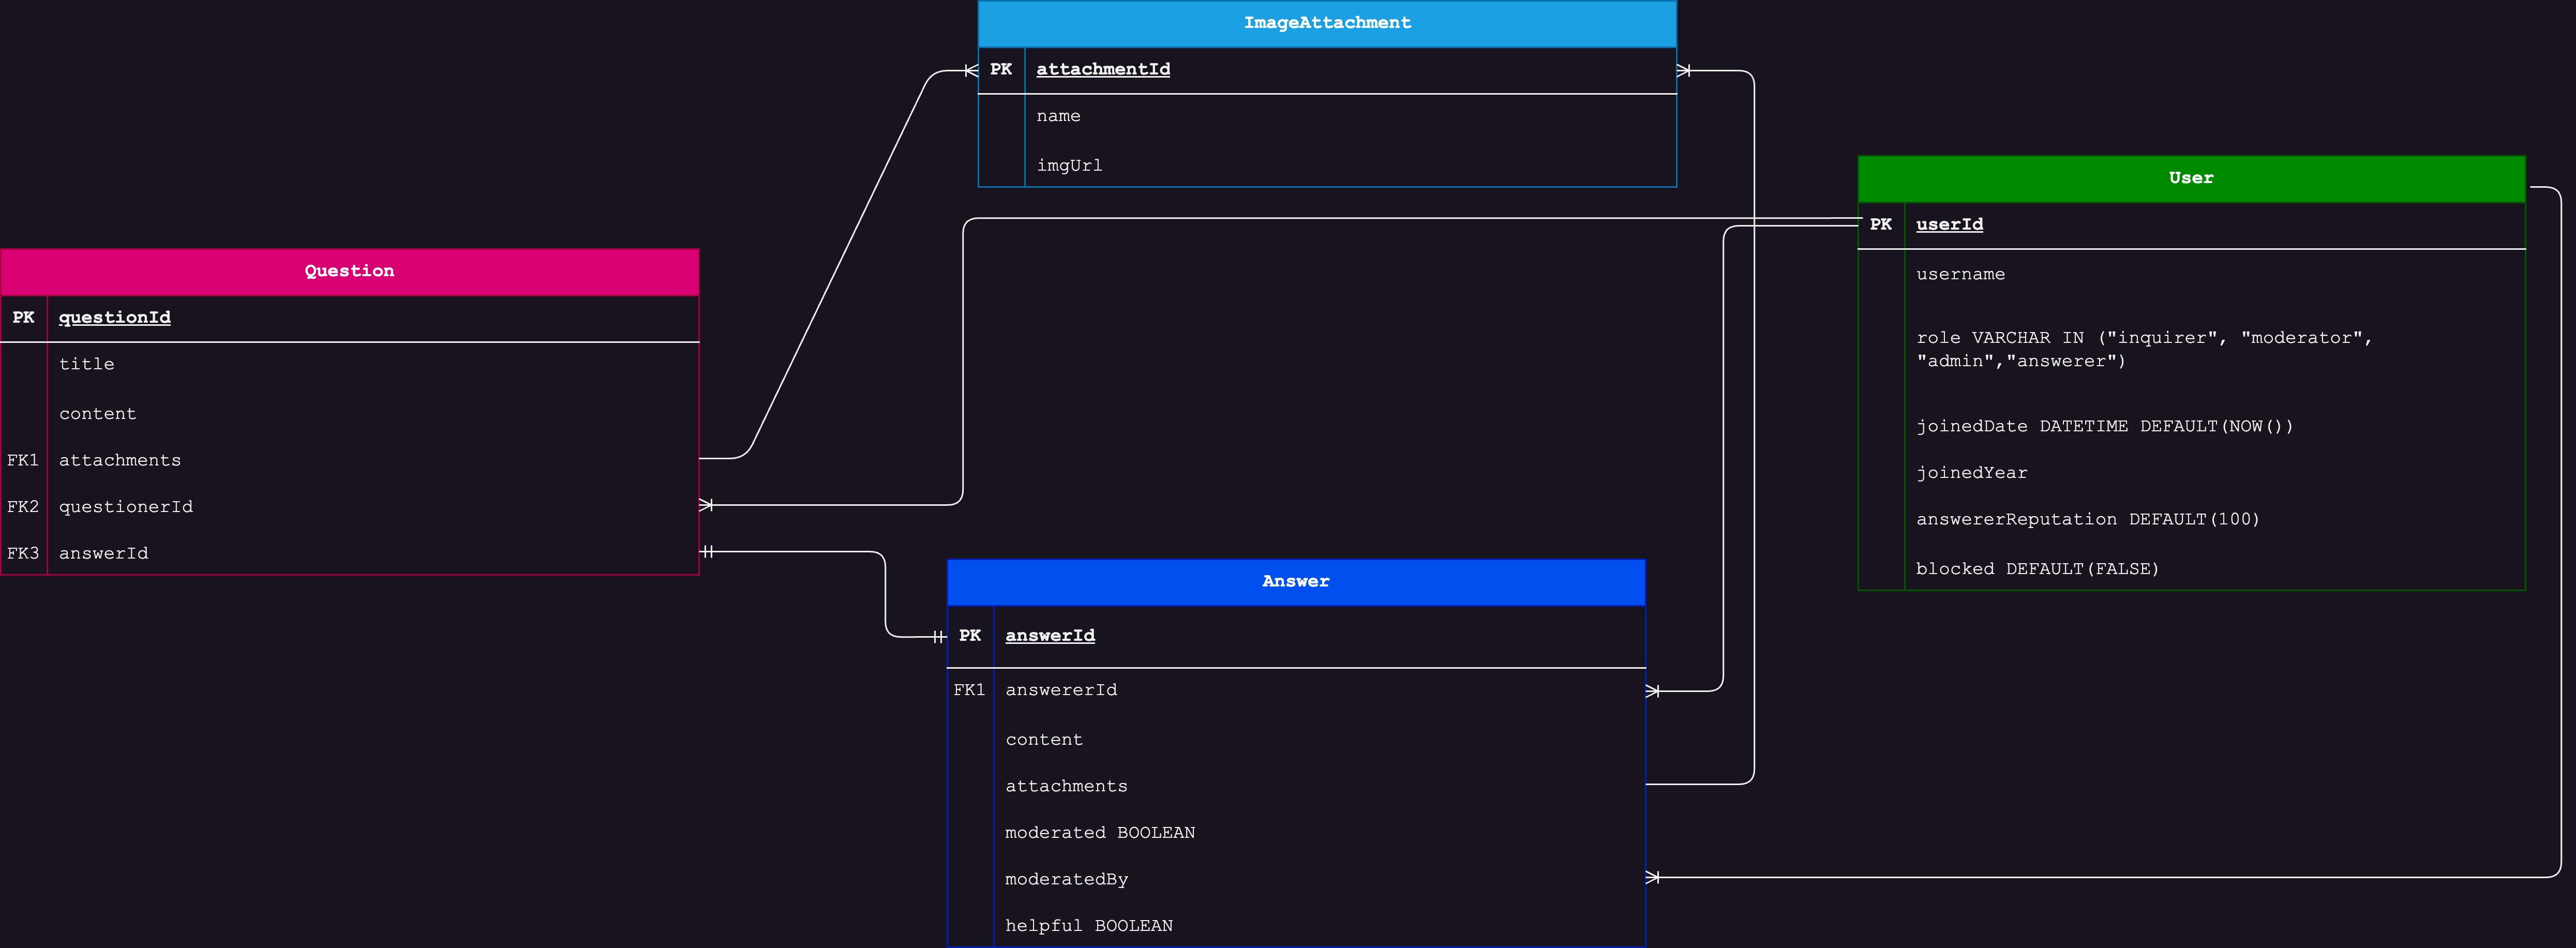 ImageAttachment
PK attachmentId
name
imgUrl
User
PK userId
username
role VARCHAR IN ("inquirer", "moderator",
"admin","answerer")
joinedDate DATETIME DEFAULT(NOW())
joinedYear
answererReputation DEFAULT(100)
blocked DEFAULT(FALSE)
Question
PK questionId
title
content
FK1 attachments
FK2 questionerId
FK3 answerId
Answer
PK answerId
FK1 answererId
content
attachments
moderated BOOLEAN
moderatedBy
helpful BOOLEAN